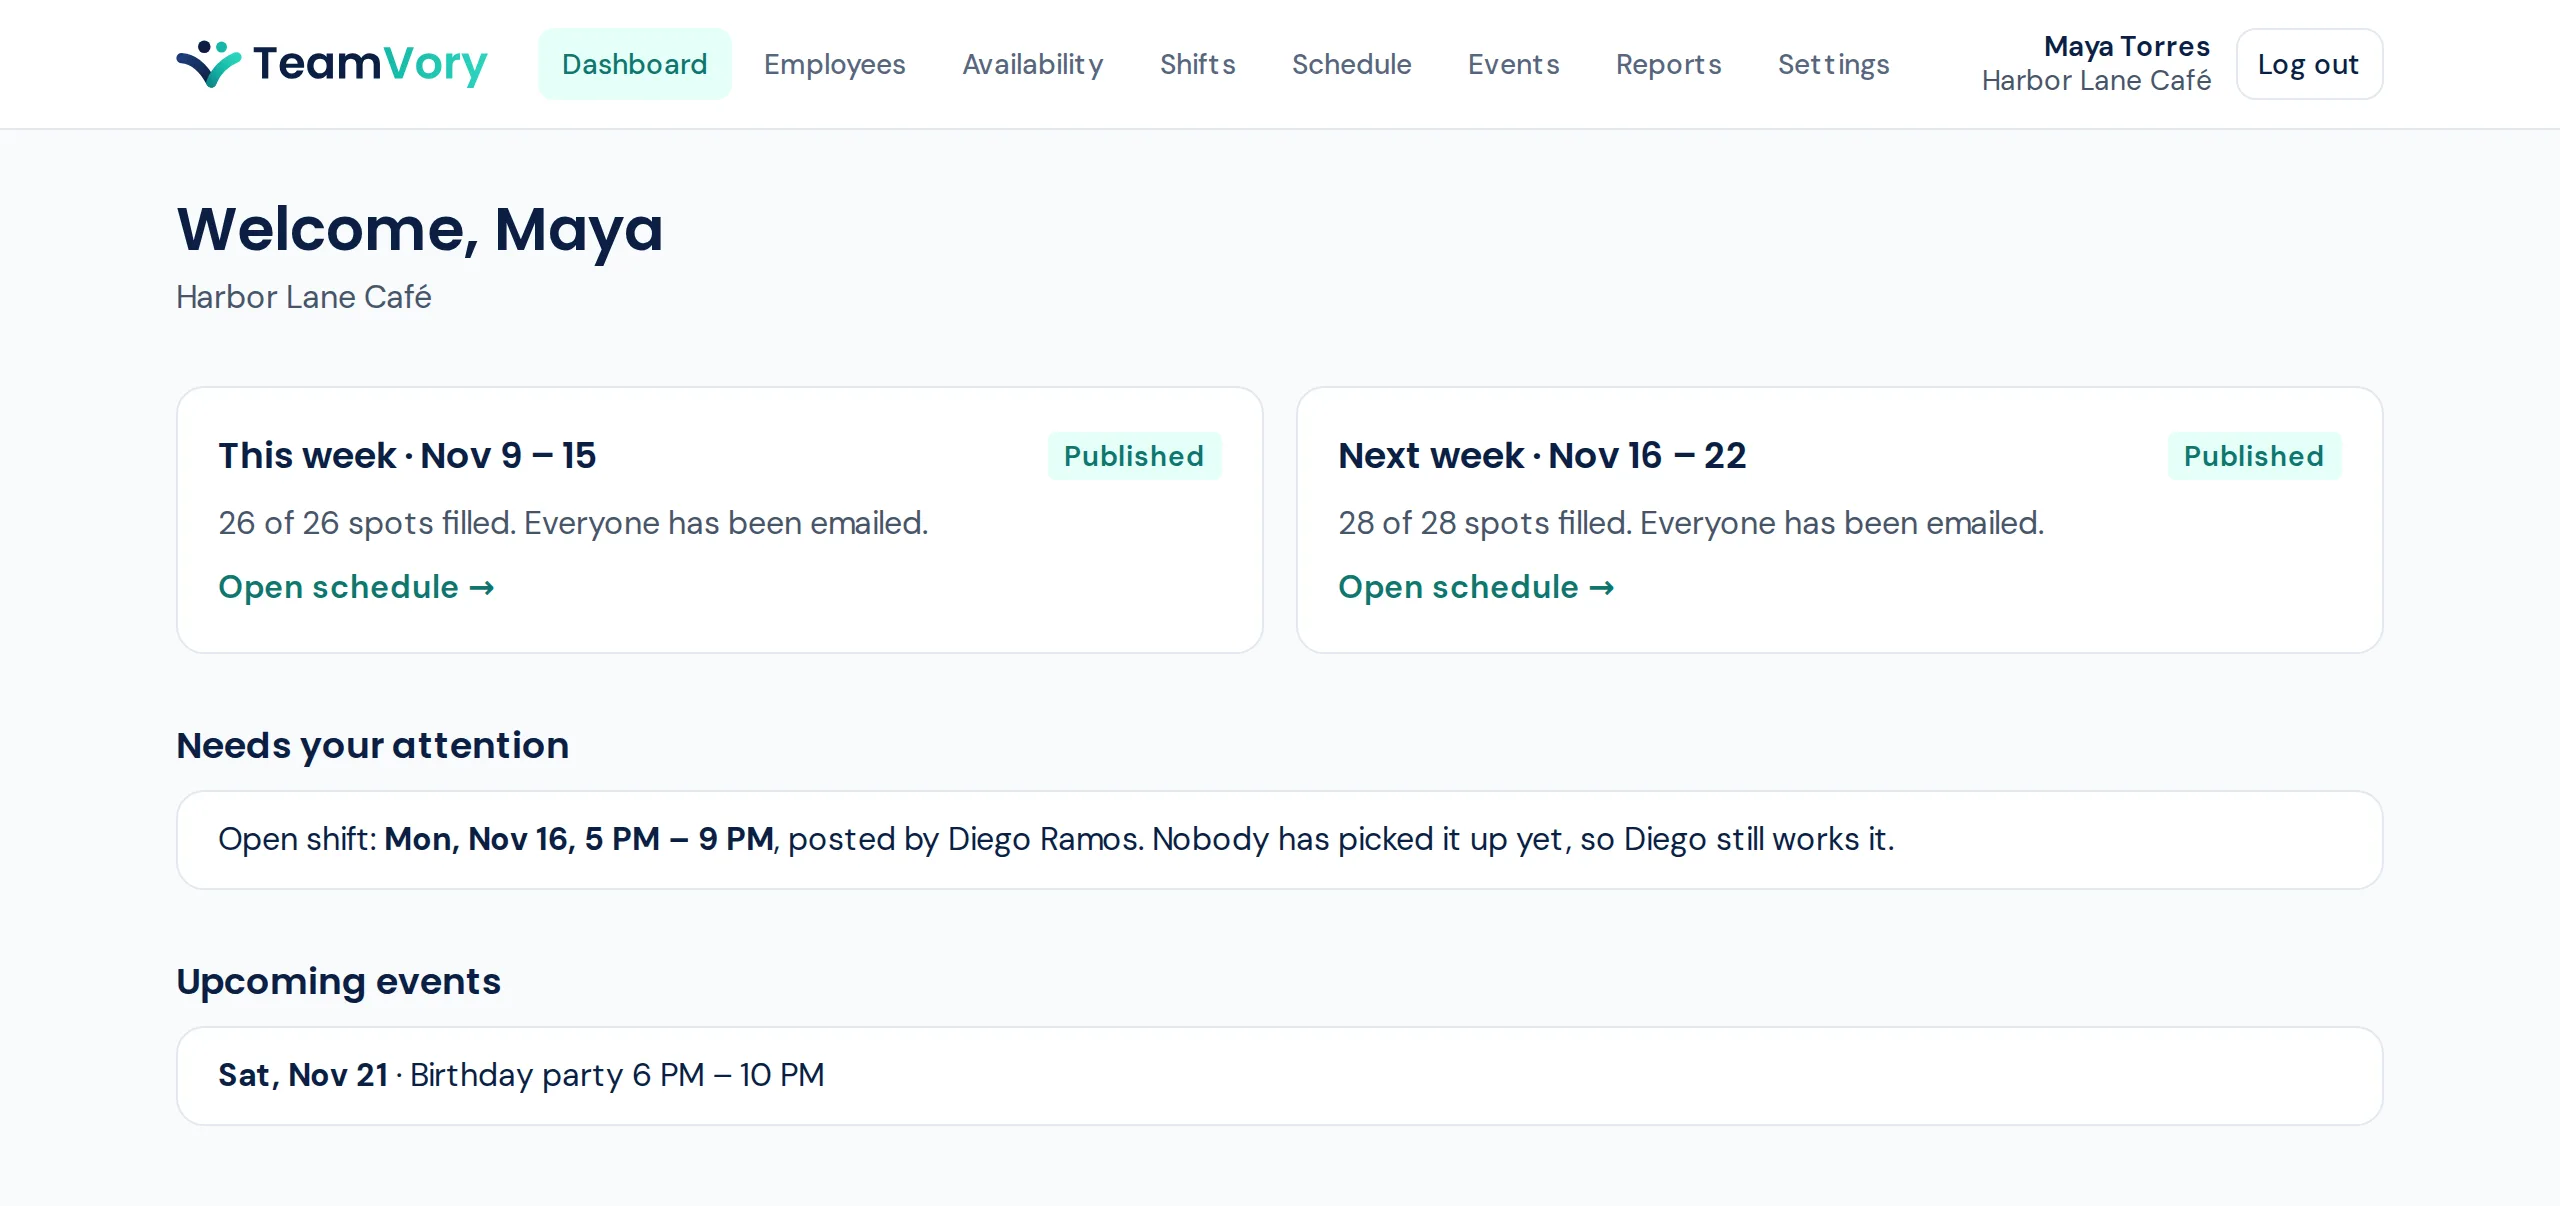 TeamVory
Dashboard
Employees
Availability
Shifts
Schedule
Events
Reports
Settings
Maya Torres
Harbor Lane Café
Log out
Welcome, Maya
Harbor Lane Café
This week · Nov 9 – 15
Published
26 of 26 spots filled. Everyone has been emailed.
Open schedule →
Next week · Nov 16 – 22
Published
28 of 28 spots filled. Everyone has been emailed.
Open schedule →
Needs your attention
Open shift: Mon, Nov 16, 5 PM – 9 PM, posted by Diego Ramos. Nobody has picked it up yet, so Diego still works it.
Upcoming events
Sat, Nov 21 · Birthday party 6 PM – 10 PM